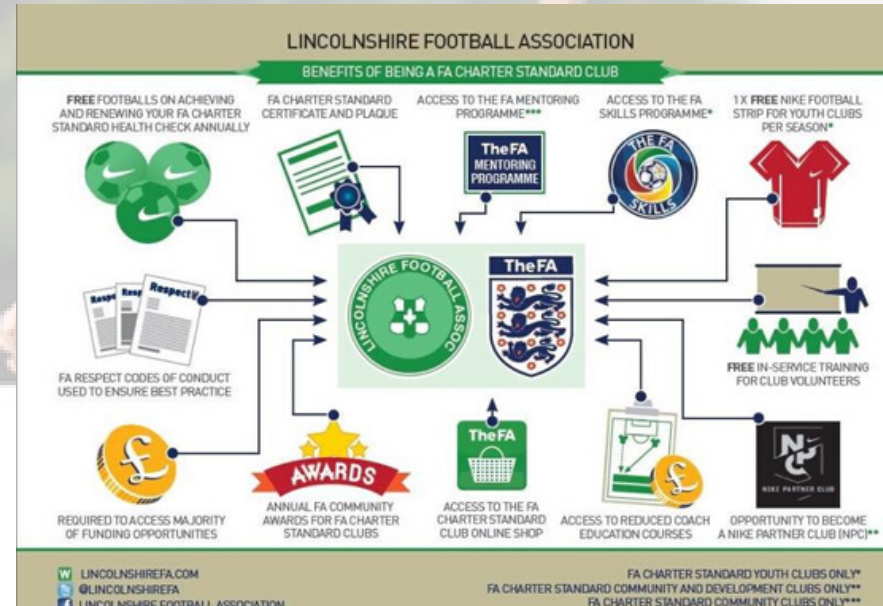 LINCOLNSHIRE FOOTBALL ASSOCIATION
BENEFITS OF BEING A FA CHARTER STANDARD CLUB
FREE FOOTBALLS ON ACHIEVING
AND RENEWING YOUR FA CHARTER
STANDARD HEALTH CHECK ANNUALLY
FA CHARTER STANDARD
CERTIFICATE AND PLAQUE
ACCESS TO THE FA MENTORING
PROGRAMME***
ACCESS TO THE FA
SKILLS PROGRAMME*
1X FREE NIKE FOOTBALL
STRIP FOR YOUTH CLUBS
PER SEASON*
TheFA
MENTORING
PROGRAMME
THE FA
SKILLS
LINCOLNSHIRE FOOTBALL ASSOC
TheFA
Respect
FA RESPECT CODES OF CONDUCT
USED TO ENSURE BEST PRACTICE
FREE IN-SERVICE TRAINING
FOR CLUB VOLUNTEERS
£
REQUIRED TO ACCESS MAJORITY
OF FUNDING OPPORTUNITIES
AWARDS
ANNUAL FA COMMUNITY
AWARDS FOR FA CHARTER
STANDARD CLUBS
TheFA
ACCESS TO THE FA
CHARTER STANDARD
CLUB ONLINE SHOP
£
ACCESS TO REDUCED COACH
EDUCATION COURSES
NPC
NIKE PARTNER CLUB
OPPORTUNITY TO BECOME
A NIKE PARTNER CLUB (NPC)**
W LINCOLNSHIREFA.COM
@LINCOLNSHIREFA
LINCOLNSHIRE FOOTBALL ASSOCIATION
FA CHARTER STANDARD YOUTH CLUBS ONLY*
FA CHARTER STANDARD COMMUNITY AND DEVELOPMENT CLUBS ONLY**
FA CHARTER STANDARD COMMUNITY CLUBS ONLY***